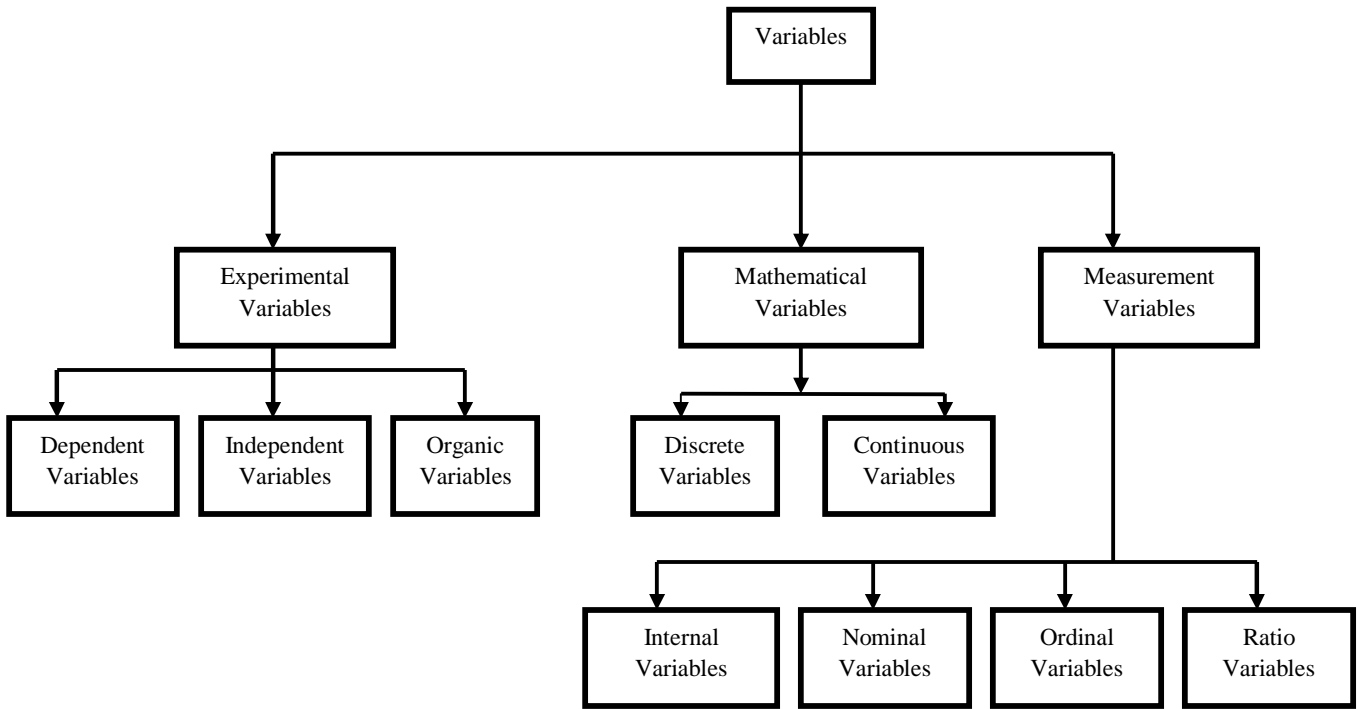 Variables
Experimental
Variables
Mathematical
Variables
Measurement
Variables
Dependent
Variables
Independent
Variables
Organic
Variables
Discrete
Variables
Continuous
Variables
Internal
Variables
Nominal
Variables
Ordinal
Variables
Ratio
Variables